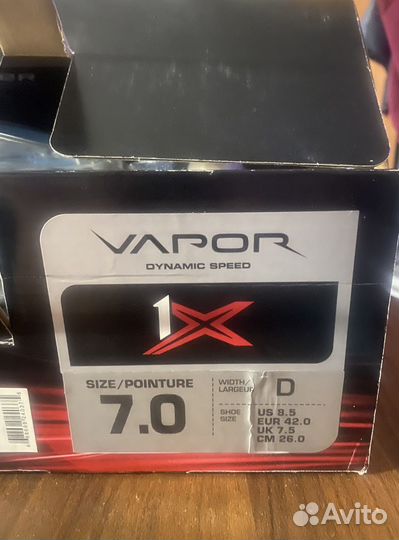 VAPOR
DYNAMIC SPEED
1X
SIZE/POINTURE
7.0
WIDTH/
LARGEUR
D
SHOE
SIZE
US 8.5
EUR 42.0
UK 7.5
CM 26.0
Avito